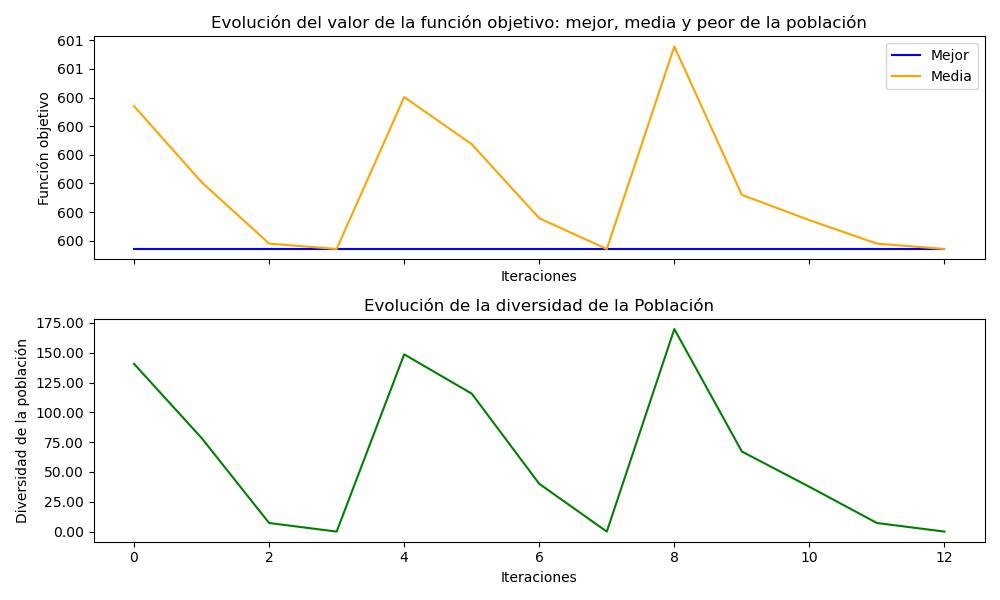 Evolución del valor de la función objetivo: mejor, media y peor de la población
601
601
600
600
600
600
600
600
Función objetivo
Mejor
Media
Iteraciones
Evolución de la diversidad de la Población
175.00
150.00
125.00
100.00
75.00
50.00
25.00
0.00
Diversidad de la población
0 2 4 6 8 10 12
Iteraciones